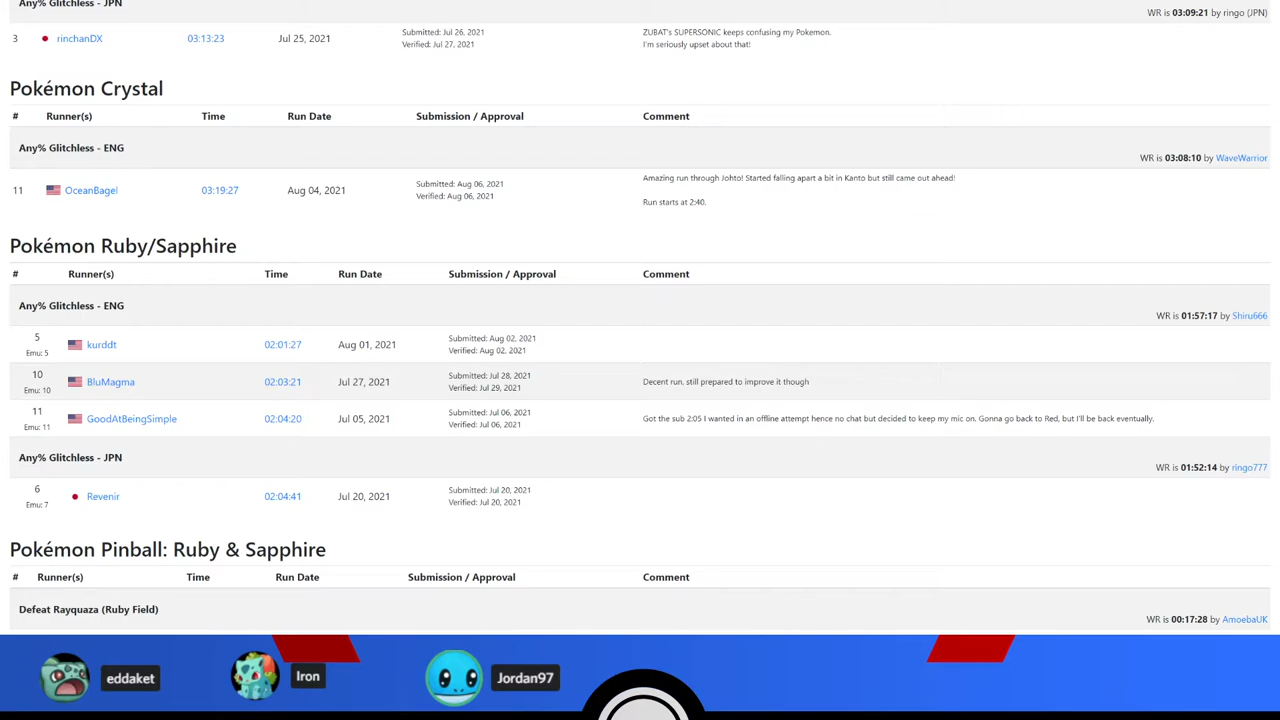 Any% Glitchless - JPN
WR is 03:09:21 by ringo (JPN)
3 rinchanDX 03:13:23 Jul 25, 2021 Submitted: Jul 26, 2021 ZUBAT's SUPERSONIC keeps confusing my Pokemon.
Verified: Jul 27, 2021 I'm seriously upset about that!
Pokémon Crystal
# Runner(s) Time Run Date Submission / Approval Comment
Any% Glitchless - ENG
WR is 03:08:10 by WaveWarrior
11 OceanBagel 03:19:27 Aug 04, 2021 Submitted: Aug 06, 2021 Amazing run through Johto! Started falling apart a bit in Kanto but still came out ahead!
Verified: Aug 06, 2021
Run starts at 2:40.
Pokémon Ruby/Sapphire
# Runner(s) Time Run Date Submission / Approval Comment
Any% Glitchless - ENG
WR is 01:57:17 by Shiru666
5 kurddt 02:01:27 Aug 01, 2021 Submitted: Aug 02, 2021
Emu: 5 Verified: Aug 02, 2021
10 BluMagma 02:03:21 Jul 27, 2021 Submitted: Jul 28, 2021 Decent run, still prepared to improve it though
Emu: 10 Verified: Jul 29, 2021
11 GoodAtBeingSimple 02:04:20 Jul 05, 2021 Submitted: Jul 06, 2021 Got the sub 2:05 I wanted in an offline attempt hence no chat but decided to keep my mic on. Gonna go back to Red, but I'll be back eventually.
Emu: 11 Verified: Jul 06, 2021
Any% Glitchless - JPN
WR is 01:52:14 by ringo777
6 Revenir 02:04:41 Jul 20, 2021 Submitted: Jul 20, 2021
Emu: 7 Verified: Jul 20, 2021
Pokémon Pinball: Ruby & Sapphire
# Runner(s) Time Run Date Submission / Approval Comment
Defeat Rayquaza (Ruby Field)
WR is 00:17:28 by AmoebaUK
eddaket Iron Jordan97